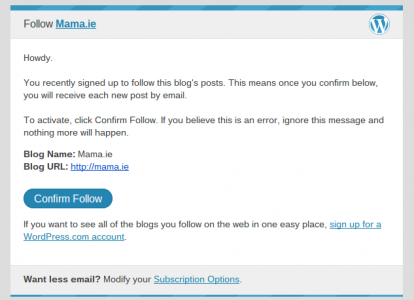 Follow Mama.ie
Howdy.
You recently signed up to follow this blog's posts. This means once you confirm below,
you will receive each new post by email.
To activate, click Confirm Follow. If you believe this is an error, ignore this message and
nothing more will happen.
Blog Name: Mama.ie
Blog URL: http://mama.ie
Confirm Follow
If you want to see all of the blogs you follow on the web in one easy place, sign up for a
WordPress.com account.
Want less email? Modify your Subscription Options.